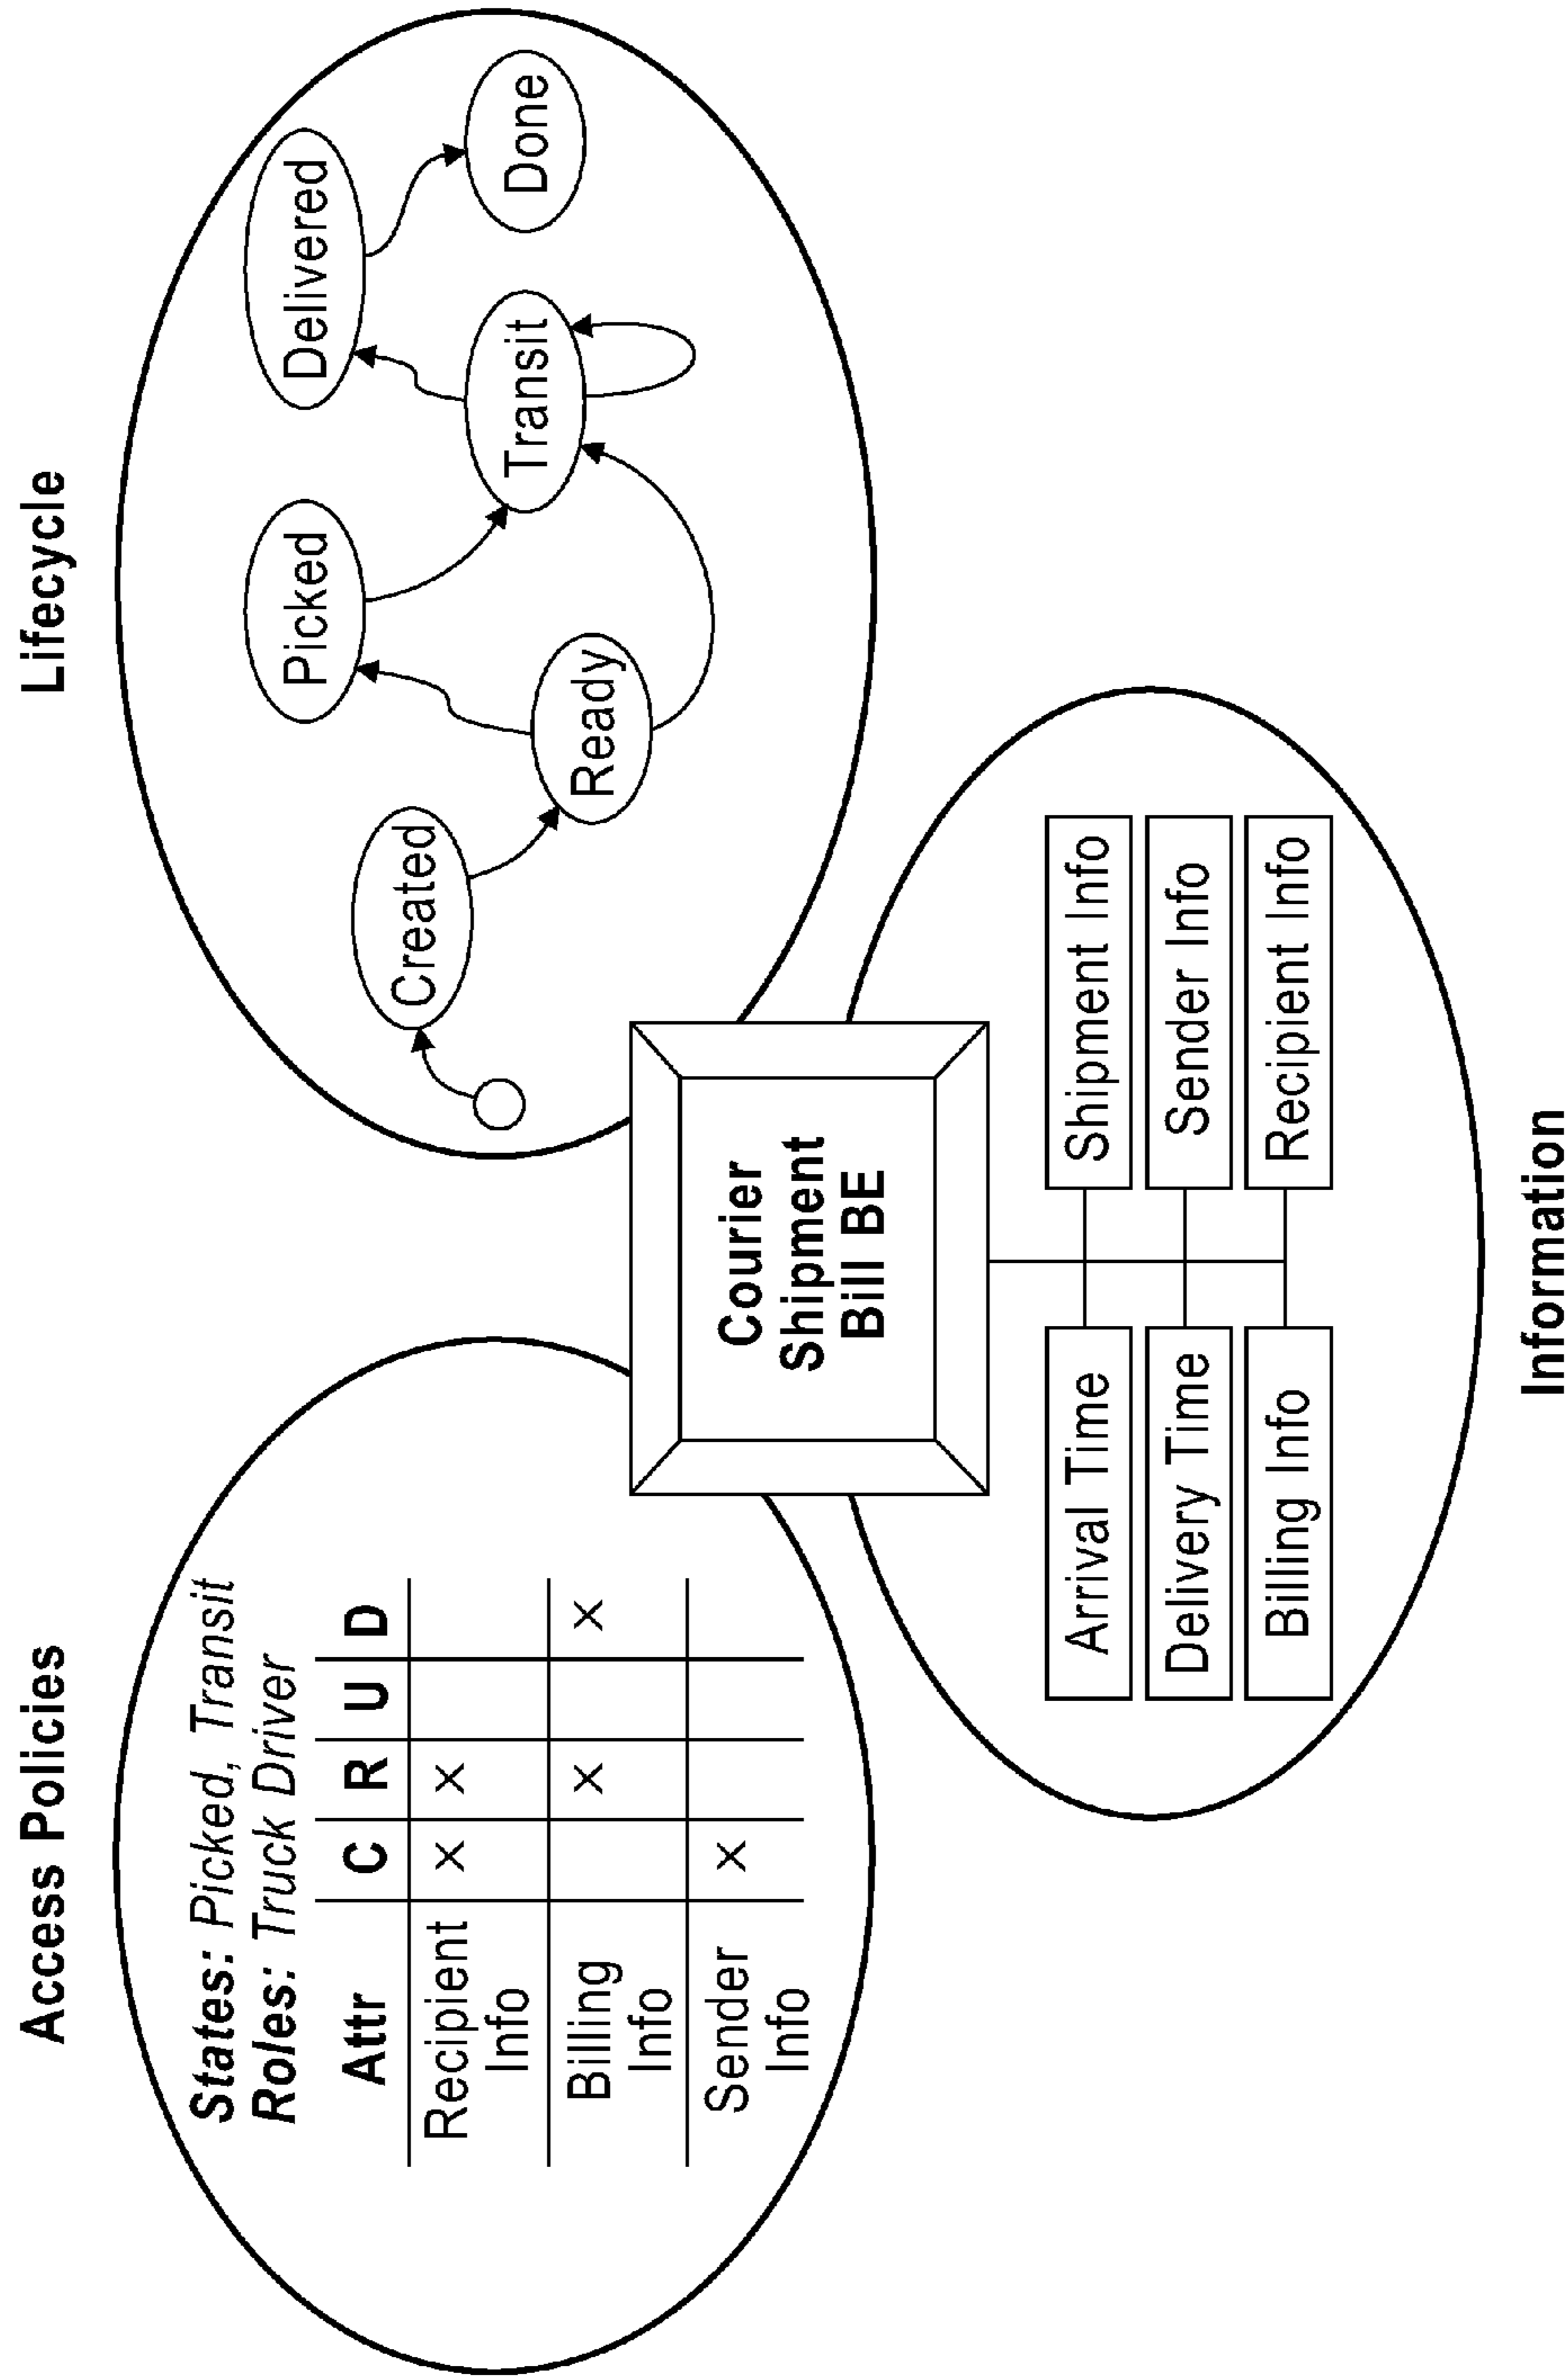 Access Policies
States: Picked, Transit
Roles: Truck Driver
Attr C R U D
Recipient x x
Info
Billing x x
Info
Sender x
Info
Lifecycle
Created
Ready
Picked
Transit
Delivered
Done
Courier
Shipment
Bill BE
Arrival Time
Shipment Info
Delivery Time
Sender Info
Billing Info
Recipient Info
Information